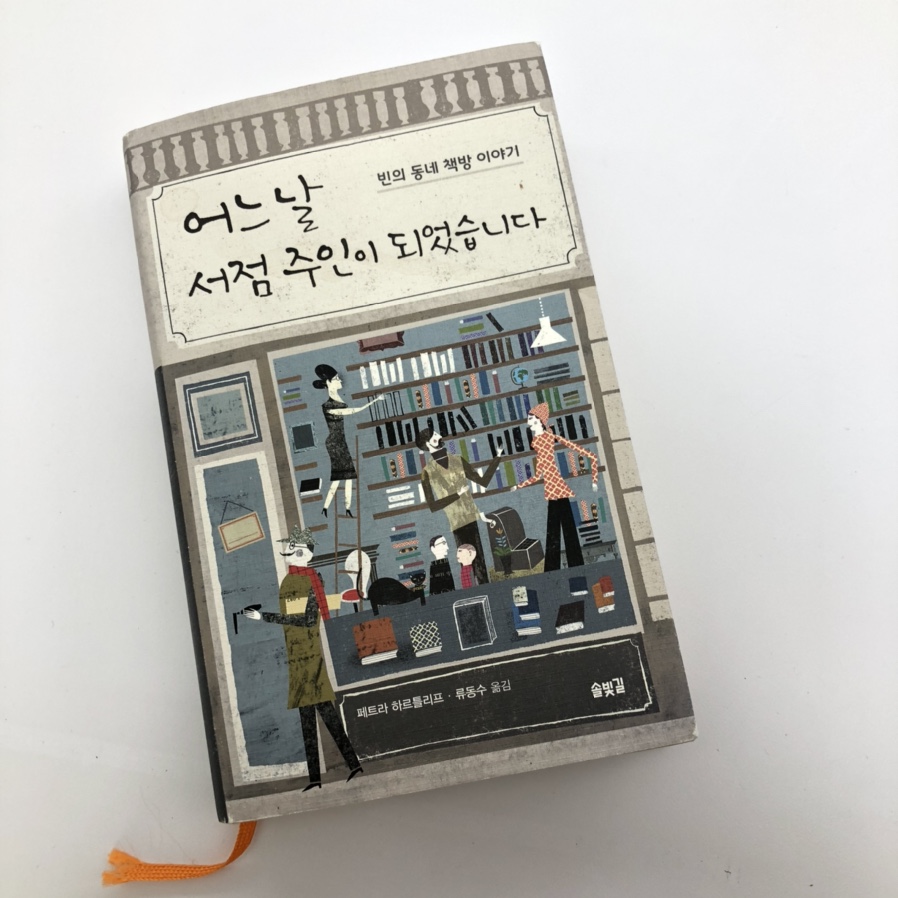 빈의 동네 책방 이야기
어느 날
서점 주인이 되었습니다
페트라 하르틀리프 · 류동수 옮김
솔빛길